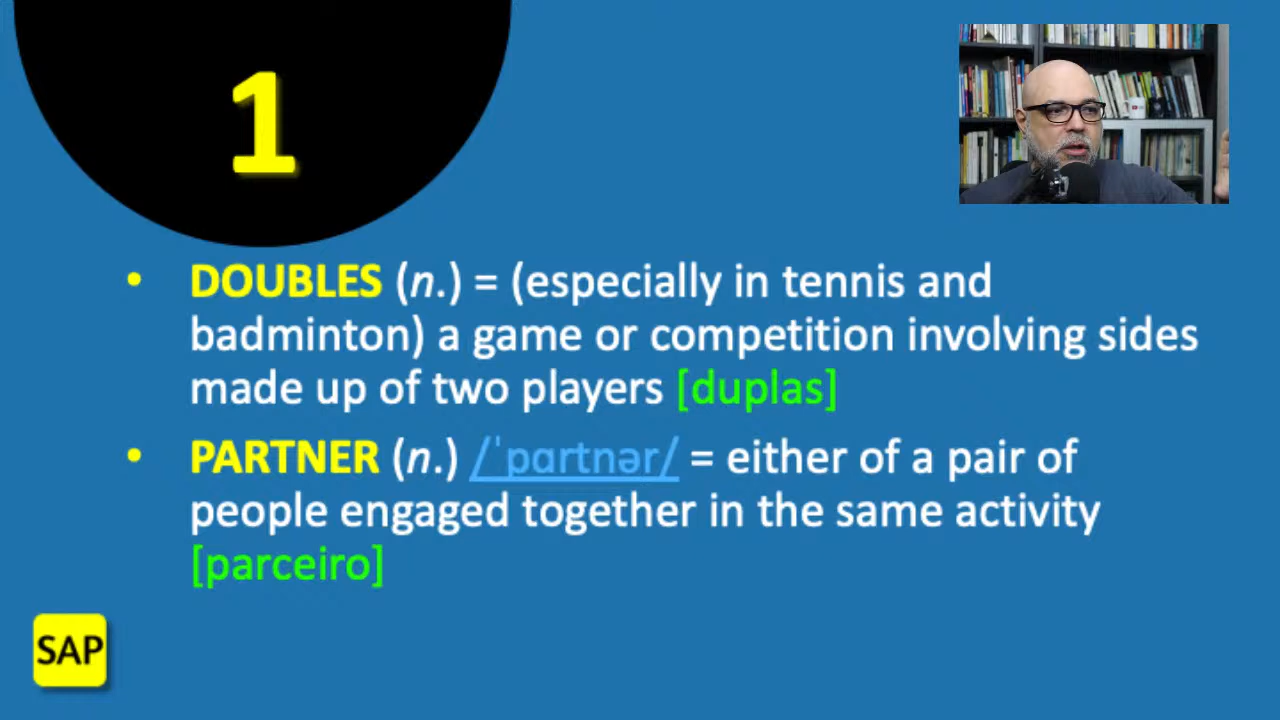 1
• DOUBLES (n.) = (especially in tennis and
badminton) a game or competition involving sides
made up of two players [duplas]
• PARTNER (n.) /ˈpɑrtnər/ = either of a pair of
people engaged together in the same activity
[parceiro]
SAP